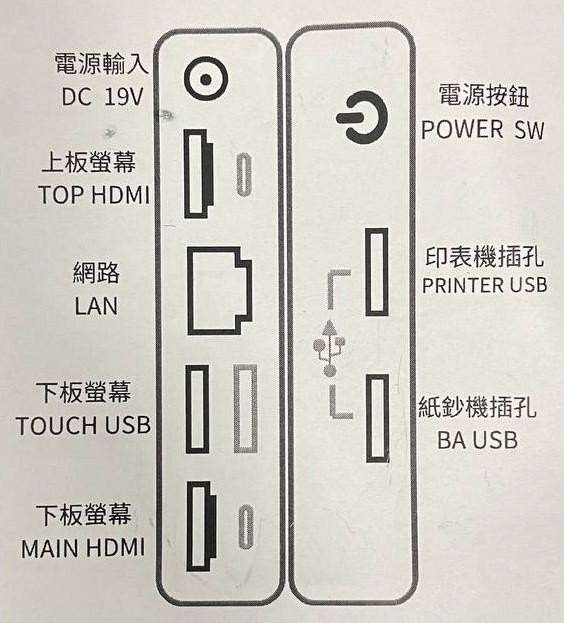 電源輸入
DC 19V
上板螢幕
TOP HDMI
網路
LAN
下板螢幕
TOUCH USB
下板螢幕
MAIN HDMI
電源按鈕
POWER SW
印表機插孔
PRINTER USB
紙鈔機插孔
BA USB